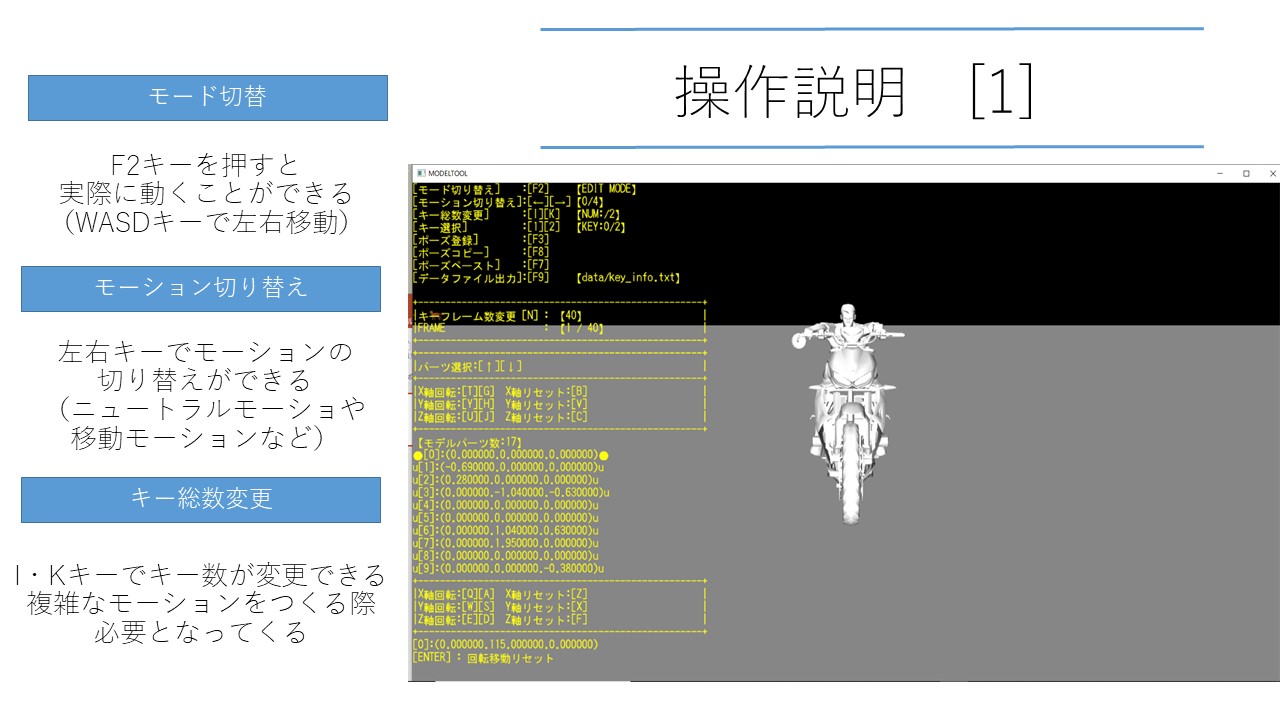 操作説明　[1]
モード切替
F2キーを押すと
実際に動くことができる
(WASDキーで左右移動)
モーション切り替え
左右キーでモーションの
切り替えができる
(ニュートラルモーショや
移動モーションなど)
キー総数変更
I・Kキーでキー数が変更できる
複雑なモーションをつくる際
必要となってくる
MODELTOOL
[モード切り替え] :[F2] 【EDIT MODE】
[モーション切り替え]:[←][→]【0/4】
[キー総数変更] :[I][K] 【NUM:/2】
[キー選択] :[1][2] 【KEY:0/2】
[ポーズ登録] :[F3]
[ポーズコピー] :[F8]
[ポーズペースト] :[F7]
[データファイル出力]:[F9] 【data/key_info.txt】
|キーフレーム数変更 [N] : 【40】 |
|FRAME : 【1 / 40】 |
|パーツ選択:[↑][↓] |
|X軸回転:[T][G] X軸リセット:[B] |
|Y軸回転:[Y][H] Y軸リセット:[V] |
|Z軸回転:[U][J] Z軸リセット:[C] |
【モデルパーツ数:17】
●[0]:(0.000000.0.000000.0.000000)●
u[1]:(-0.690000.0.000000.0.000000)u
u[2]:(0.280000.0.000000.0.000000)u
u[3]:(0.000000.-1.040000.-0.630000)u
u[4]:(0.000000.0.000000.0.000000)u
u[5]:(0.000000.0.000000.0.000000)u
u[6]:(0.000000.1.040000.0.630000)u
u[7]:(0.000000.1.950000.0.000000)u
u[8]:(0.000000.0.000000.0.000000)u
u[9]:(0.000000.0.000000.-0.380000)u
|X軸回転:[Q][A] X軸リセット:[Z] |
|Y軸回転:[W][S] Y軸リセット:[X] |
|Z軸回転:[E][D] Z軸リセット:[F] |
[0]:(0.000000.115.000000.0.000000)
[ENTER] : 回転移動リセット